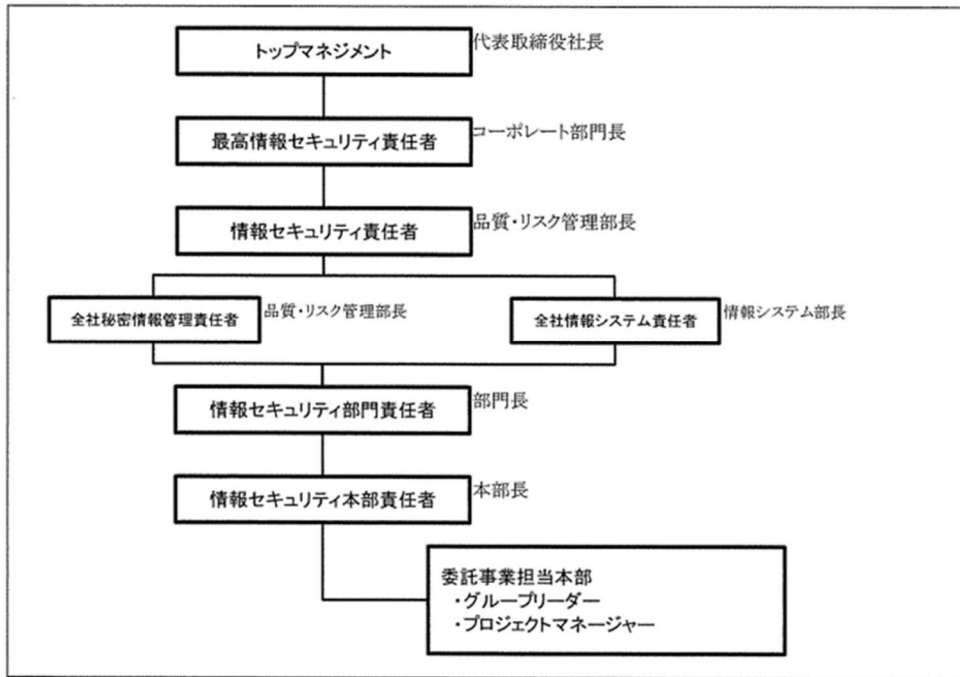 トップマネジメント
代表取締役社長
最高情報セキュリティ責任者
コーポレート部門長
情報セキュリティ責任者
品質・リスク管理部長
全社秘密情報管理責任者
品質・リスク管理部長
全社情報システム責任者
情報システム部長
情報セキュリティ部門責任者
部門長
情報セキュリティ本部責任者
本部長
委託事業担当本部
・グループリーダー
・プロジェクトマネージャー